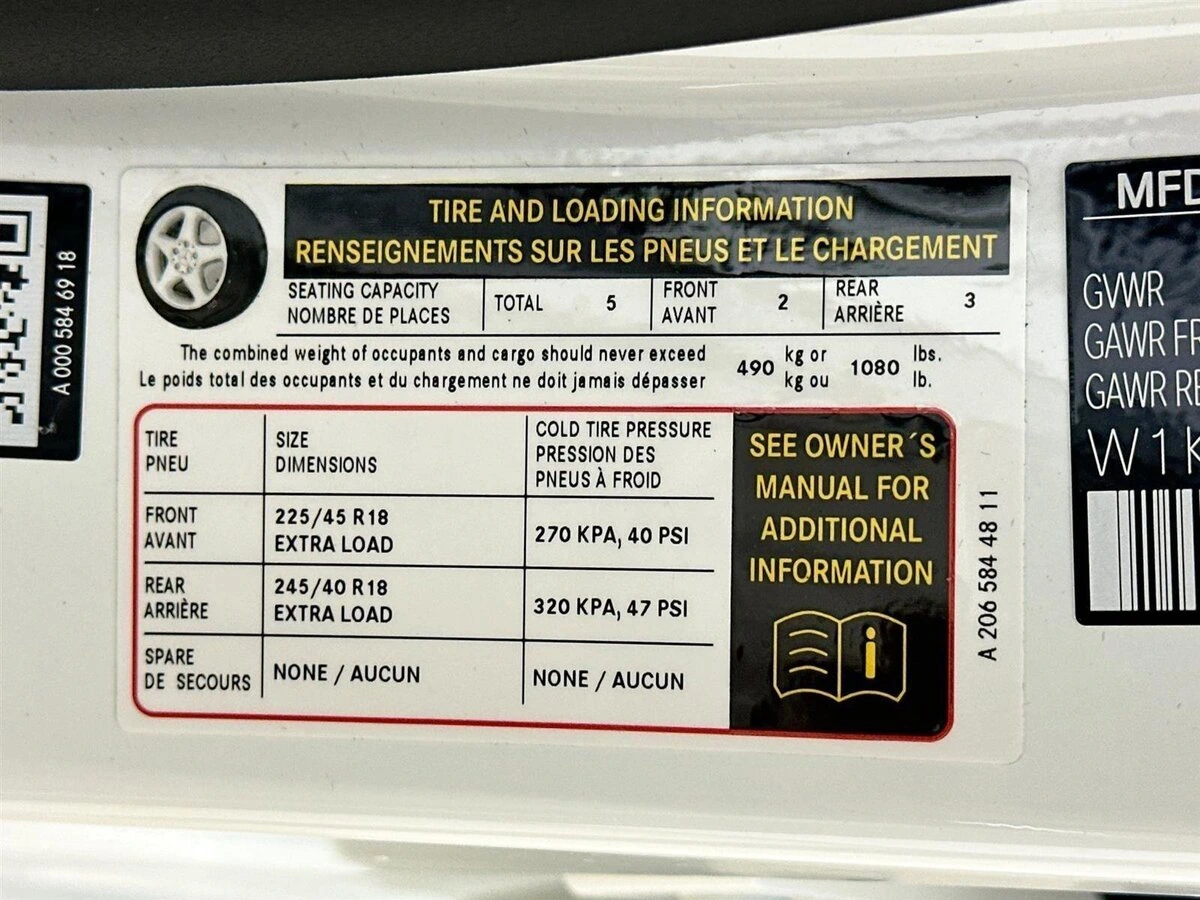 A 000 584 69 18
TIRE AND LOADING INFORMATION
RENSEIGNEMENTS SUR LES PNEUS ET LE CHARGEMENT
SEATING CAPACITY
NOMBRE DE PLACES
TOTAL 5
FRONT
AVANT
2
REAR
ARRIÈRE
3
The combined weight of occupants and cargo should never exceed
Le poids total des occupants et du chargement ne doit jamais dépasser
490
kg or
kg ou
1080
lbs.
lb.
TIRE
PNEU
SIZE
DIMENSIONS
COLD TIRE PRESSURE
PRESSION DES
PNEUS À FROID
FRONT
AVANT
225/45 R18
EXTRA LOAD
270 KPA, 40 PSI
REAR
ARRIÈRE
245/40 R18
EXTRA LOAD
320 KPA, 47 PSI
SPARE
DE SECOURS
NONE / AUCUN
NONE / AUCUN
SEE OWNER´S
MANUAL FOR
ADDITIONAL
INFORMATION
i
A 206 584 48 11
MFD
GVWR
GAWR FR
GAWR RE
W1K